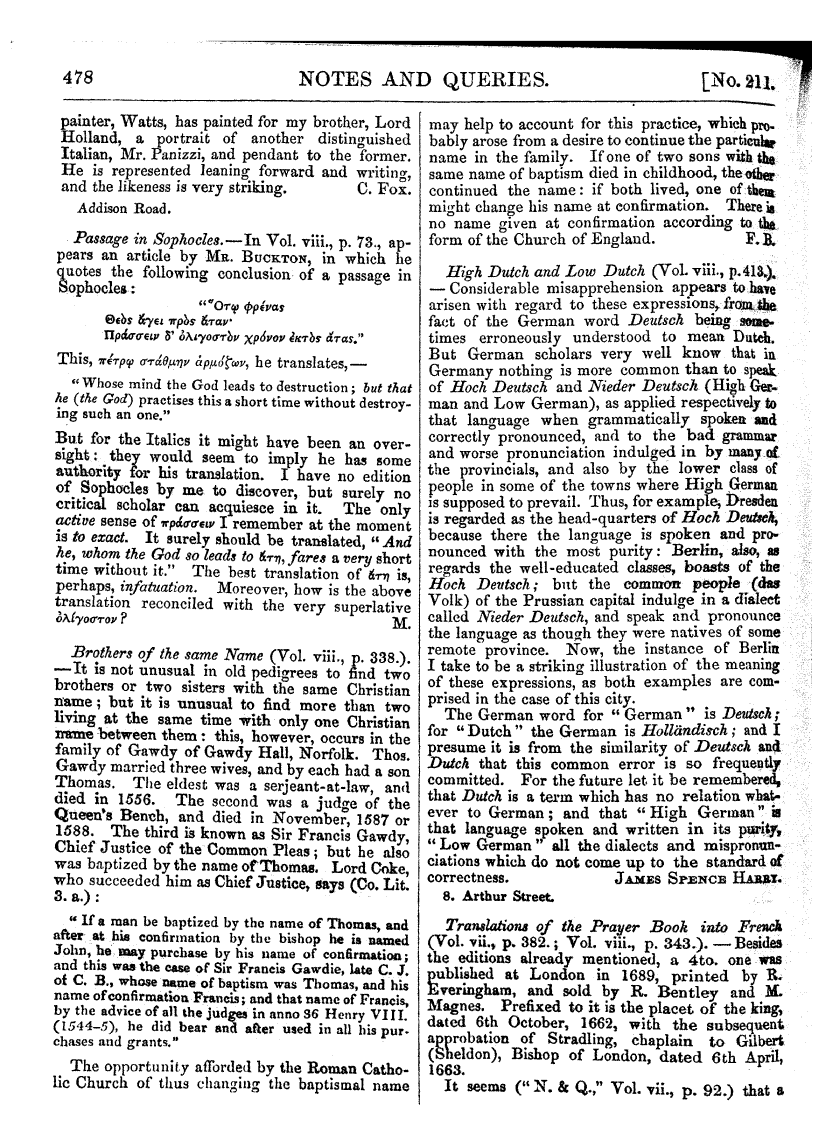 478 NOTES AND QUERIES. [No. 211.
painter, Watts, has painted for my brother, Lord
Holland, a portrait of another distinguished
Italian, Mr. Panizzi, and pendant to the former.
He is represented leaning forward and writing,
and the likeness is very striking. C. Fox.
Addison Road.
Passage in Sophocles.—In Vol. viii., p. 73., ap-
pears an article by MR. BUCKTON, in which he
quotes the following conclusion of a passage in
Sophocles:
“Ὅτῳ φρένας
Θεὸς ἄγει πρὸς ἄταν·
Πράσσειν δ’ ὀλιγοστὸν χρόνον ἐκτὸς ἄτας.”
This, πέτρῳ στάθμην ἁρμόζων, he translates,—
“Whose mind the God leads to destruction; but that
he (the God) practises this a short time without destroy-
ing such an one.”
But for the Italics it might have been an over-
sight: they would seem to imply he has some
authority for his translation. I have no edition
of Sophocles by me to discover, but surely no
critical scholar can acquiesce in it. The only
active sense of πράσσειν I remember at the moment
is to exact. It surely should be translated, “And
he, whom the God so leads to ἄτη, fares a very short
time without it.” The best translation of ἄτη is,
perhaps, infatuation. Moreover, how is the above
translation reconciled with the very superlative
ὀλίγοστον? M.
Brothers of the same Name (Vol. viii., p. 338.).
—It is not unusual in old pedigrees to find two
brothers or two sisters with the same Christian
name; but it is unusual to find more than two
living at the same time with only one Christian
name between them: this, however, occurs in the
family of Gawdy of Gawdy Hall, Norfolk. Thos.
Gawdy married three wives, and by each had a son
Thomas. The eldest was a serjeant-at-law, and
died in 1556. The second was a judge of the
Queen's Bench, and died in November, 1587 or
1588. The third is known as Sir Francis Gawdy,
Chief Justice of the Common Pleas; but he also
was baptized by the name of Thomas. Lord Coke,
who succeeded him as Chief Justice, says (Co. Lit.
3. a.):
“If a man be baptized by the name of Thomas, and
after at his confirmation by the bishop he is named
John, he may purchase by his name of confirmation;
and this was the case of Sir Francis Gawdie, late C. J.
of C. B., whose name of baptism was Thomas, and his
name of confirmation Francis; and that name of Francis,
by the advice of all the judges in anno 36 Henry VIII.
(1544-5), he did bear and after used in all his pur-
chases and grants.”
The opportunity afforded by the Roman Catho-
lic Church of thus changing the baptismal name
may help to account for this practice, which pro-
bably arose from a desire to continue the particular
name in the family. If one of two sons with the
same name of baptism died in childhood, the other
continued the name: if both lived, one of them
might change his name at confirmation. There is
no name given at confirmation according to the
form of the Church of England. F. B.
High Dutch and Low Dutch (Vol. viii., p. 413.).
—Considerable misapprehension appears to have
arisen with regard to these expressions, from the
fact of the German word Deutsch being some-
times erroneously understood to mean Dutch.
But German scholars very well know that in
Germany nothing is more common than to speak
of Hoch Deutsch and Nieder Deutsch (High Ger-
man and Low German), as applied respectively to
that language when grammatically spoken and
correctly pronounced, and to the bad grammar
and worse pronunciation indulged in by many of
the provincials, and also by the lower class of
people in some of the towns where High German
is supposed to prevail. Thus, for example, Dresden
is regarded as the head-quarters of Hoch Deutsch,
because there the language is spoken and pro-
nounced with the most purity: Berlin, also, as
regards the well-educated classes, boasts of the
Hoch Deutsch; but the common people (das
Volk) of the Prussian capital indulge in a dialect
called Nieder Deutsch, and speak and pronounce
the language as though they were natives of some
remote province. Now, the instance of Berlin
I take to be a striking illustration of the meaning
of these expressions, as both examples are com-
prised in the case of this city.
The German word for “German” is Deutsch;
for “Dutch” the German is Holländisch; and I
presume it is from the similarity of Deutsch and
Dutch that this common error is so frequently
committed. For the future let it be remembered,
that Dutch is a term which has no relation what-
ever to German; and that “High German” is
that language spoken and written in its purity,
“Low German” all the dialects and mispronun-
ciations which do not come up to the standard of
correctness. JAMES SPENCE HARRY.
8. Arthur Street.
Translations of the Prayer Book into French
(Vol. vii., p. 382.; Vol. viii., p. 343.).—Besides
the editions already mentioned, a 4to. one was
published at London in 1689, printed by R.
Everingham, and sold by R. Bentley and M.
Magnes. Prefixed to it is the placet of the king,
dated 6th October, 1662, with the subsequent
approbation of Stradling, chaplain to Gilbert
(Sheldon), Bishop of London, dated 6th April,
1663.
It seems (“N. & Q.,” Vol. vii., p. 92.) that a